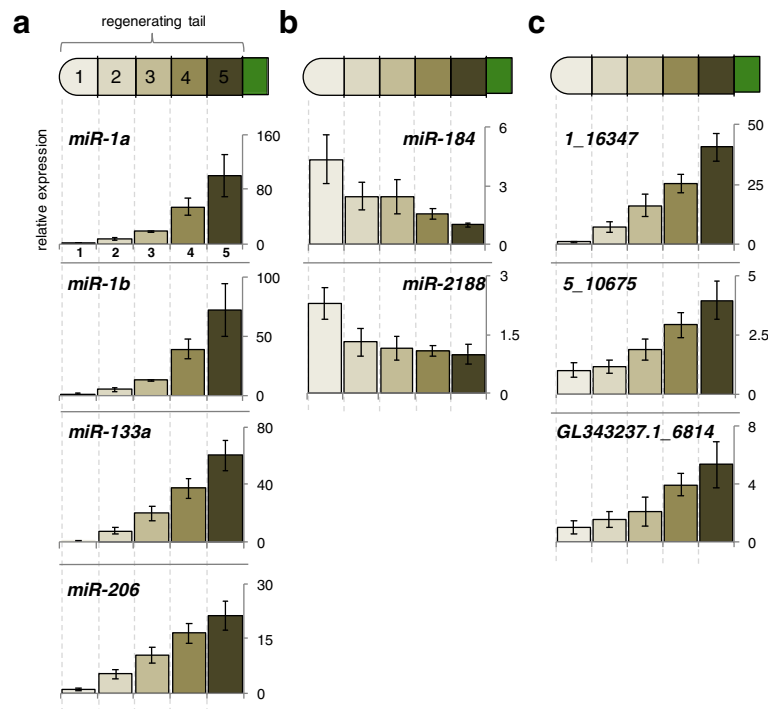 a
regenerating tail
1 2 3 4 5
relative expression
miR-1a
160
80
0
1 2 3 4 5
miR-1b
100
50
0
miR-133a
80
40
0
miR-206
30
15
0
b
miR-184
6
3
0
miR-2188
3
1.5
0
c
1_16347
50
25
0
5_10675
5
2.5
0
GL343237.1_6814
8
4
0